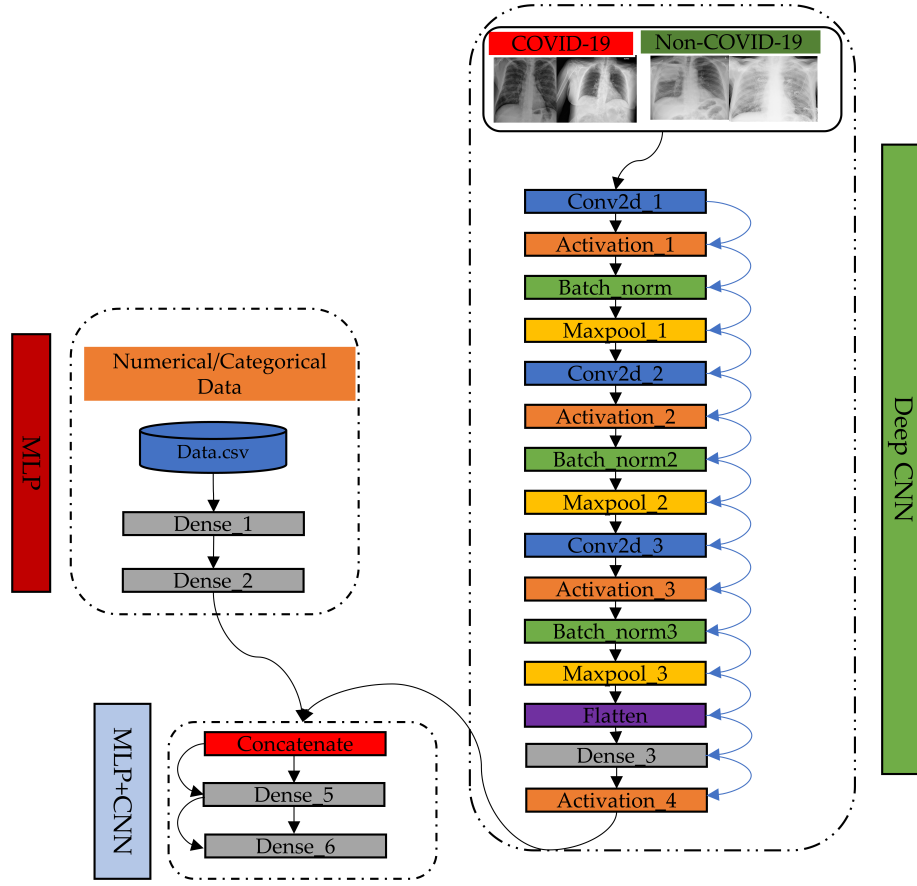 COVID-19
Non-COVID-19
Conv2d_1
Activation_1
Batch_norm
Maxpool_1
Conv2d_2
Activation_2
Batch_norm2
Maxpool_2
Conv2d_3
Activation_3
Batch_norm3
Maxpool_3
Flatten
Dense_3
Activation_4
Deep CNN
MLP
Numerical/Categorical
Data
Data.csv
Dense_1
Dense_2
MLP+CNN
Concatenate
Dense_5
Dense_6